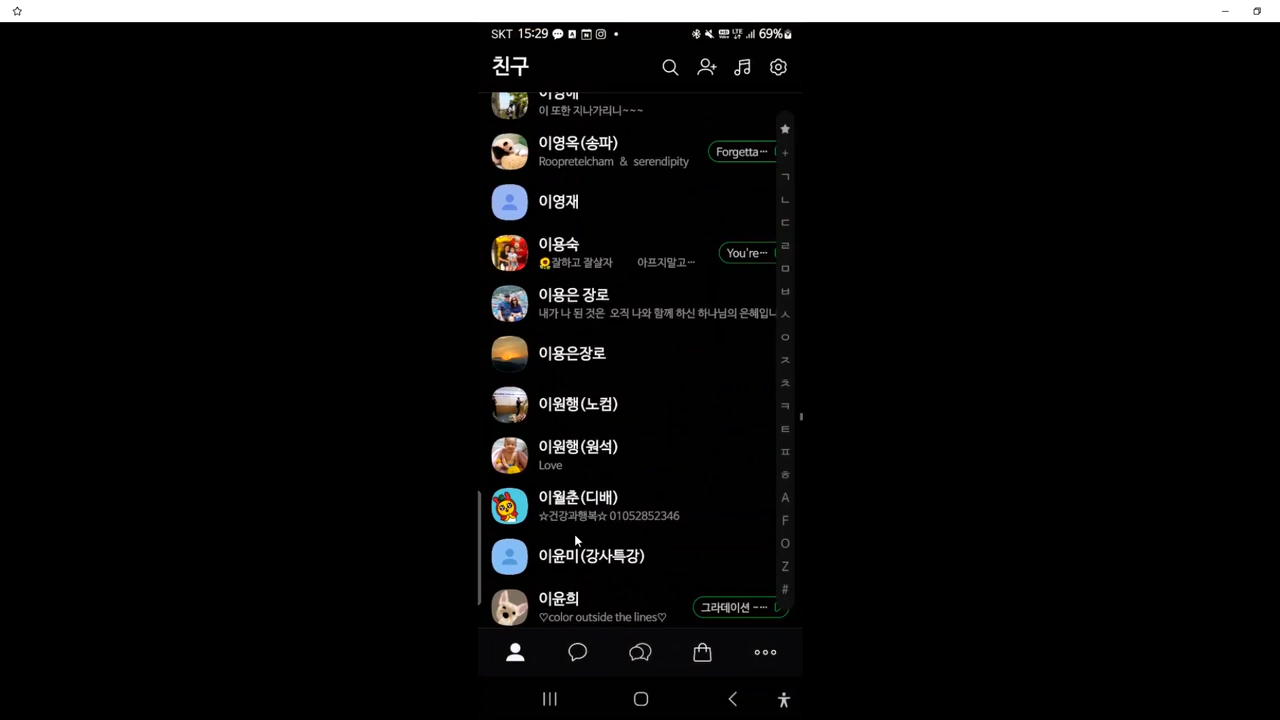 SKT 15:29 69%
친구
이영애
이 또한 지나가리니~~~
이영옥(송파)
Roopretelcham & serendipity
Forgetta…
이영재
이용숙
잘하고 잘살자 아프지말고…
You're…
이용은 장로
내가 나 된 것은 오직 나와 함께 하신 하나님의 은혜입니
이용은장로
이원행(노컴)
이원행(원석)
Love
이월춘(디배)
☆건강과행복☆ 01052852346
이윤미(강사특강)
이윤희
♡color outside the lines♡
그라데이션 -…
+
ㄱ
ㄴ
ㄷ
ㄹ
ㅁ
ㅂ
ㅅ
ㅇ
ㅈ
ㅊ
ㅋ
ㅌ
ㅍ
ㅎ
A
F
O
Z
#